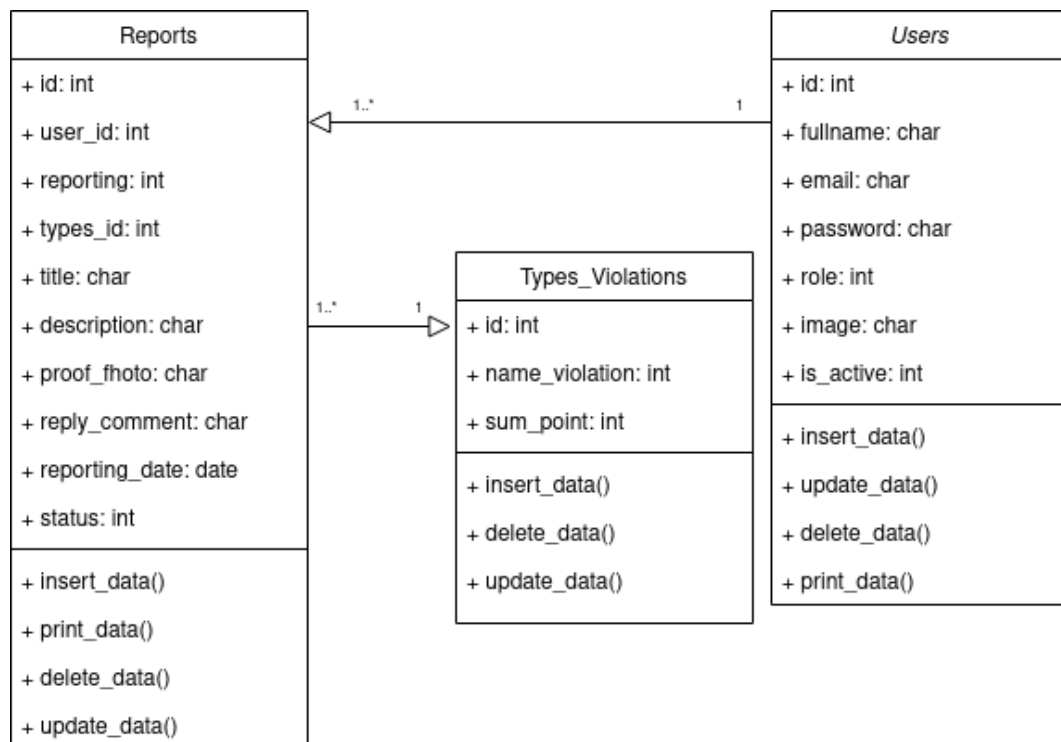 Reports
+ id: int
+ user_id: int
+ reporting: int
+ types_id: int
+ title: char
+ description: char
+ proof_fhoto: char
+ reply_comment: char
+ reporting_date: date
+ status: int
+ insert_data()
+ print_data()
+ delete_data()
+ update_data()
1..*
1
1..*
1
Types_Violations
+ id: int
+ name_violation: int
+ sum_point: int
+ insert_data()
+ delete_data()
+ update_data()
Users
+ id: int
+ fullname: char
+ email: char
+ password: char
+ role: int
+ image: char
+ is_active: int
+ insert_data()
+ update_data()
+ delete_data()
+ print_data()